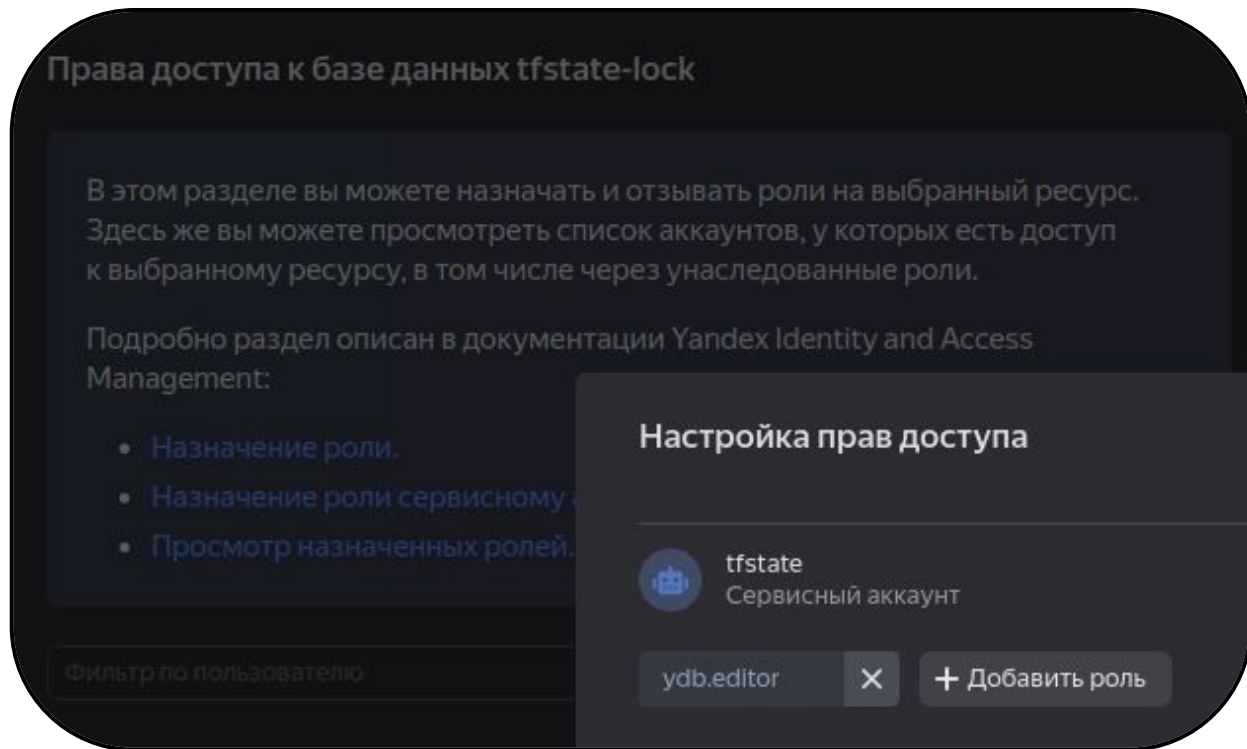 Права доступа к базе данных tfstate-lock
В этом разделе вы можете назначать и отзывать роли на выбранный ресурс.
Здесь же вы можете просмотреть список аккаунтов, у которых есть доступ
к выбранному ресурсу, в том числе через унаследованные роли.
Подробно раздел описан в документации Yandex Identity and Access
Management:
• Назначение роли.
• Назначение роли сервисному
• Просмотр назначенных ролей.
Фильтр по пользователю
Настройка прав доступа
tfstate
Сервисный аккаунт
ydb.editor
+ Добавить роль